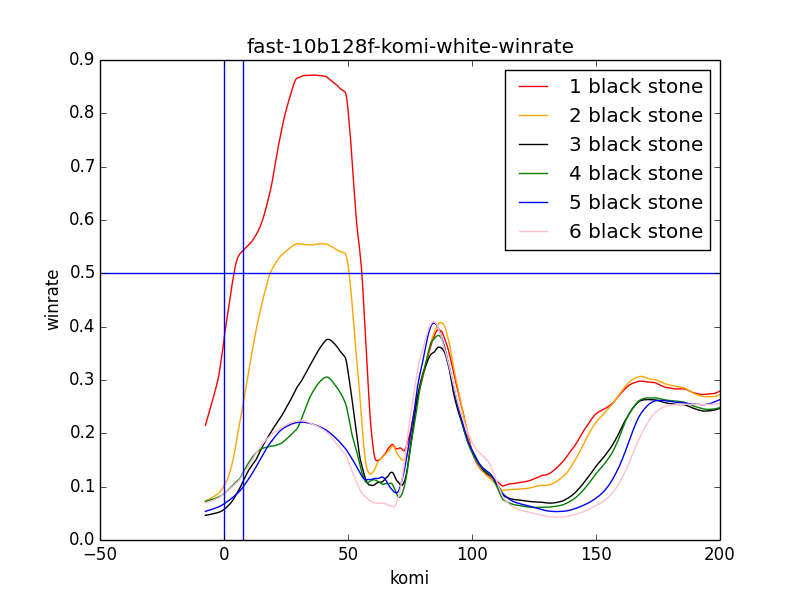 fast-10b128f-komi-white-winrate
0.9
0.8
0.7
0.6
0.5
0.4
0.3
0.2
0.1
0.0
winrate
1 black stone
2 black stone
3 black stone
4 black stone
5 black stone
6 black stone
−50 0 50 100 150 200
komi